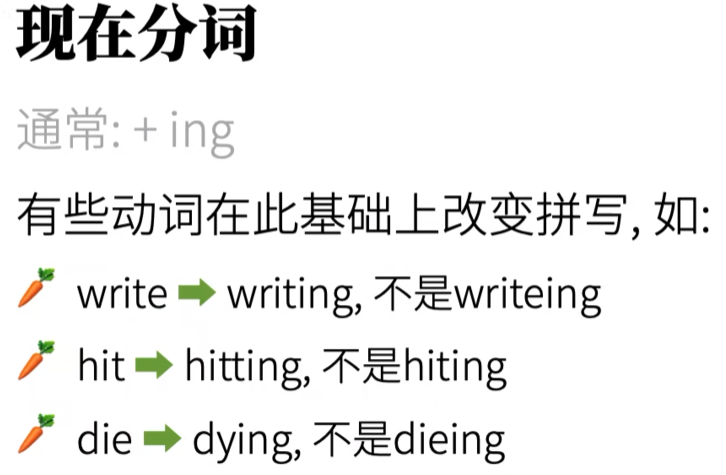 现在分词
通常: + ing
有些动词在此基础上改变拼写, 如:
🥕 write ➡ writing, 不是writeing
🥕 hit ➡ hitting, 不是hiting
🥕 die ➡ dying, 不是dieing